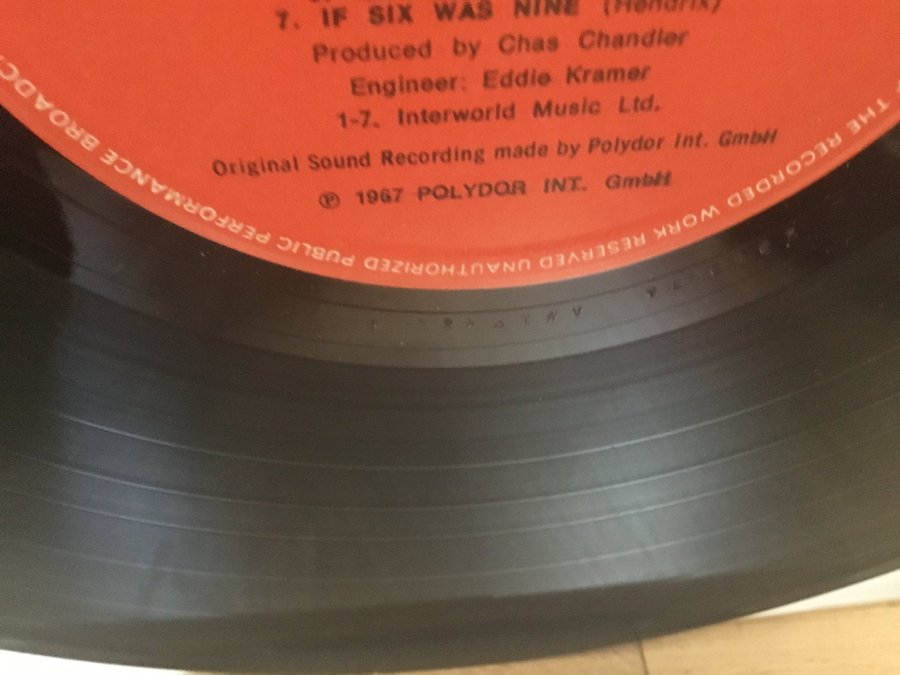 7. IF SIX WAS NINE (Hendrix)
Produced by Chas Chandler
Engineer: Eddie Kramer
1-7. Interworld Music Ltd.
Original Sound Recording made by Polydor Int. GmbH
℗ 1967 POLYDOR INT. GmbH
THE RECORDED WORK RESERVED UNAUTHORIZED PUBLIC PERFORMANCE